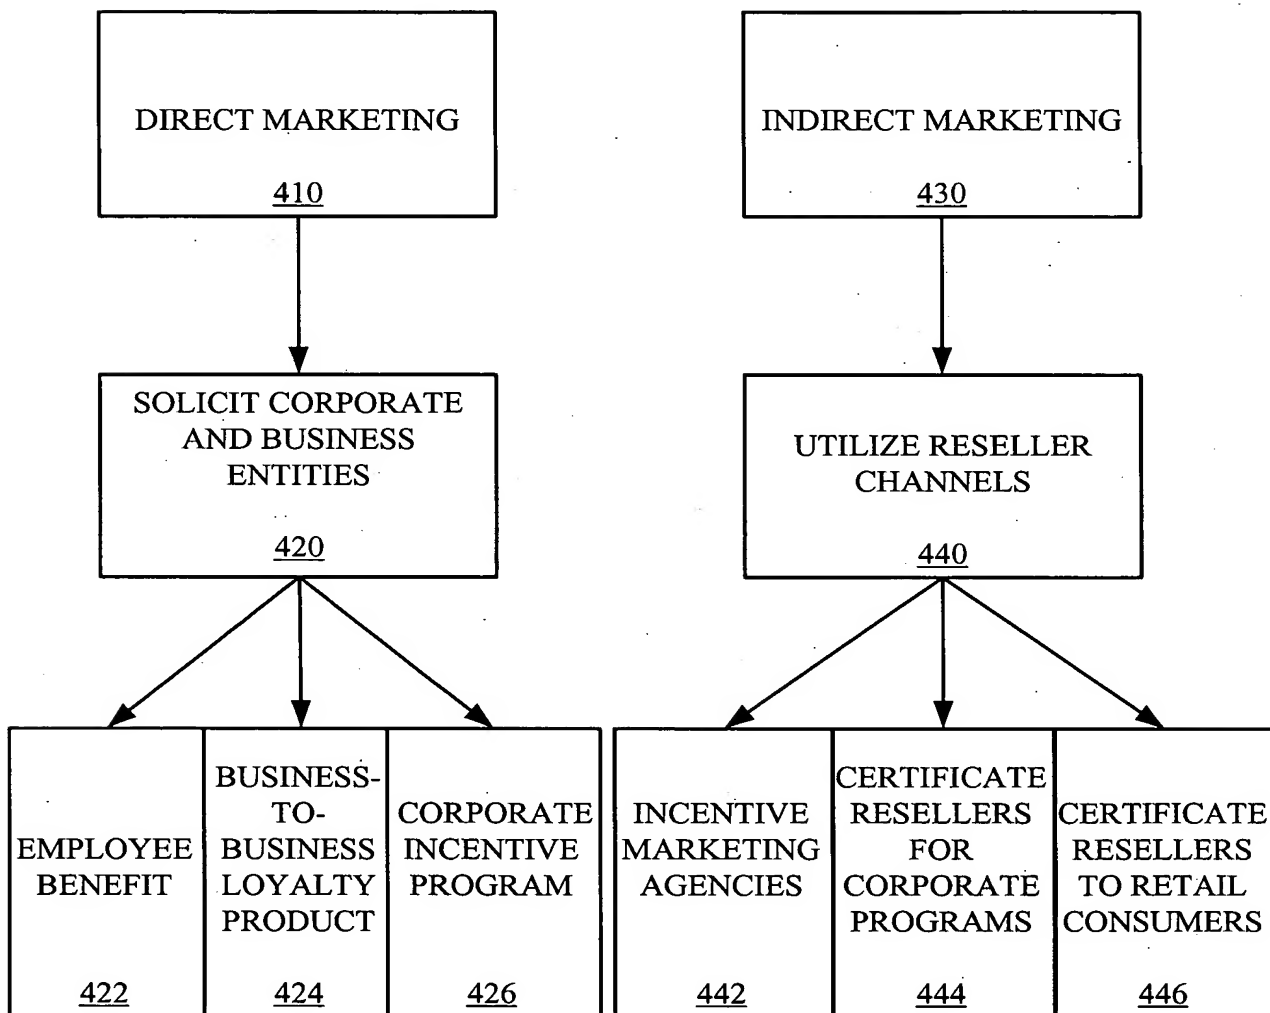 DIRECT MARKETING
410
INDIRECT MARKETING
430
SOLICIT CORPORATE
AND BUSINESS
ENTITIES
420
UTILIZE RESELLER
CHANNELS
440
EMPLOYEE
BENEFIT
422
BUSINESS-
TO-
BUSINESS
LOYALTY
PRODUCT
424
CORPORATE
INCENTIVE
PROGRAM
426
INCENTIVE
MARKETING
AGENCIES
442
CERTIFICATE
RESELLERS
FOR
CORPORATE
PROGRAMS
444
CERTIFICATE
RESELLERS
TO RETAIL
CONSUMERS
446